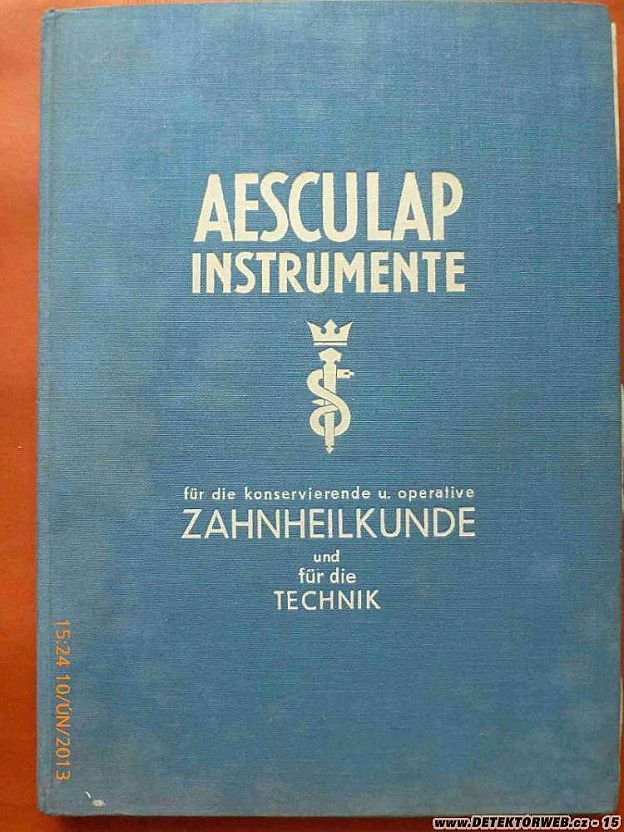 AESCULAP
INSTRUMENTE
für die konservierende u. operative
ZAHNHEILKUNDE
und
für die
TECHNIK
15:24 10/ÚN/2013
www.DETEKTORWEB.cz - 15